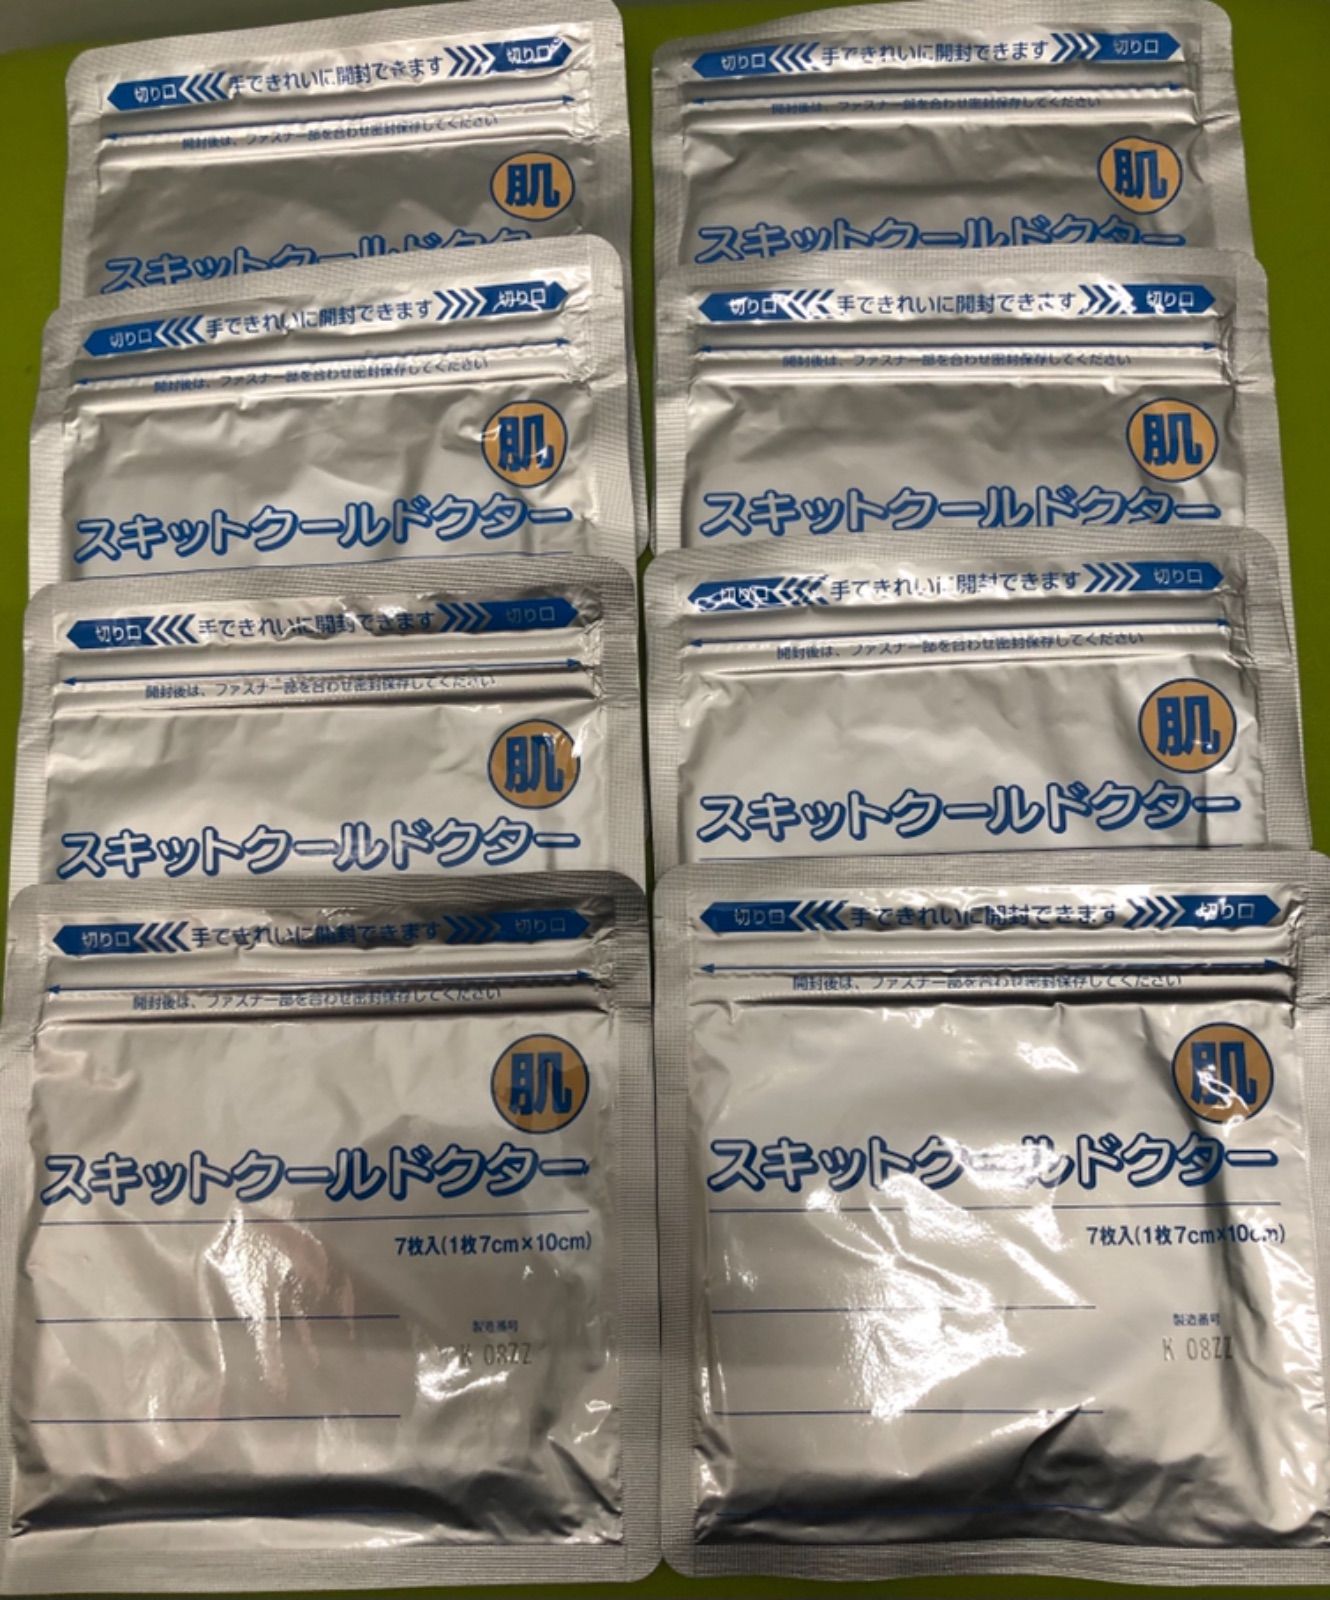 切り口 手できれいに開封できます 切り口
開封後は、ファスナー部を合わせ密封保存してください
肌
スキットクールドクター
切り口 手できれいに開封できます 切り口
開封後は、ファスナー部を合わせ密封保存してください
肌
スキットクールドクター
切り口 手できれいに開封できます 切り口
開封後は、ファスナー部を合わせ密封保存してください
肌
スキットクールドクター
切り口 手できれいに開封できます 切り口
開封後は、ファスナー部を合わせ密封保存してください
肌
スキットクールドクター
7枚入(1枚7cm×10cm)
製造番号
K 08ZZ
切り口 手できれいに開封できます 切り口
開封後は、ファスナー部を合わせ密封保存してください
肌
スキットクールドクター
切り口 手できれいに開封できます 切り口
開封後は、ファスナー部を合わせ密封保存してください
肌
スキットクールドクター
切り口 手できれいに開封できます 切り口
開封後は、ファスナー部を合わせ密封保存してください
肌
スキットクールドクター
切り口 手できれいに開封できます 切り口
開封後は、ファスナー部を合わせ密封保存してください
肌
スキットクールドクター
7枚入(1枚7cm×10cm)
製造番号
K 08ZZ